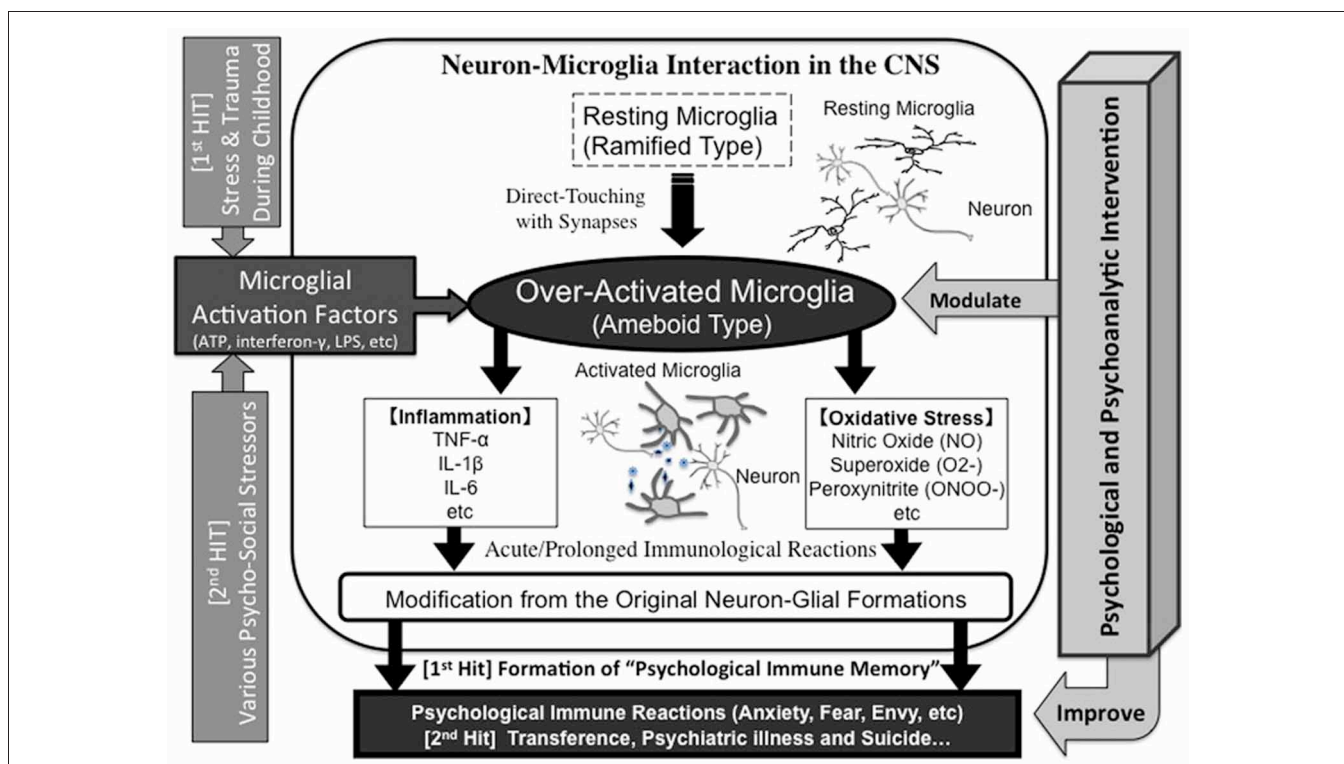 Neuron-Microglia Interaction in the CNS
[1st HIT]
Stress & Trauma
During Childhood
Resting Microglia
(Ramified Type)
Resting Microglia
Neuron
Direct-Touching
with Synapses
Microglial
Activation Factors
(ATP, interferon-γ, LPS, etc)
Over-Activated Microglia
(Ameboid Type)
Modulate
Psychological and Psychoanalytic Intervention
[2nd HIT]
Various Psycho-Social Stressors
【Inflammation】
TNF-α
IL-1β
IL-6
etc
Activated Microglia
Neuron
【Oxidative Stress】
Nitric Oxide (NO)
Superoxide (O2-)
Peroxynitrite (ONOO-)
etc
Acute/Prolonged Immunological Reactions
Modification from the Original Neuron-Glial Formations
[1st Hit] Formation of “Psychological Immune Memory”
Psychological Immune Reactions (Anxiety, Fear, Envy, etc)
[2nd Hit] Transference, Psychiatric illness and Suicide…
Improve